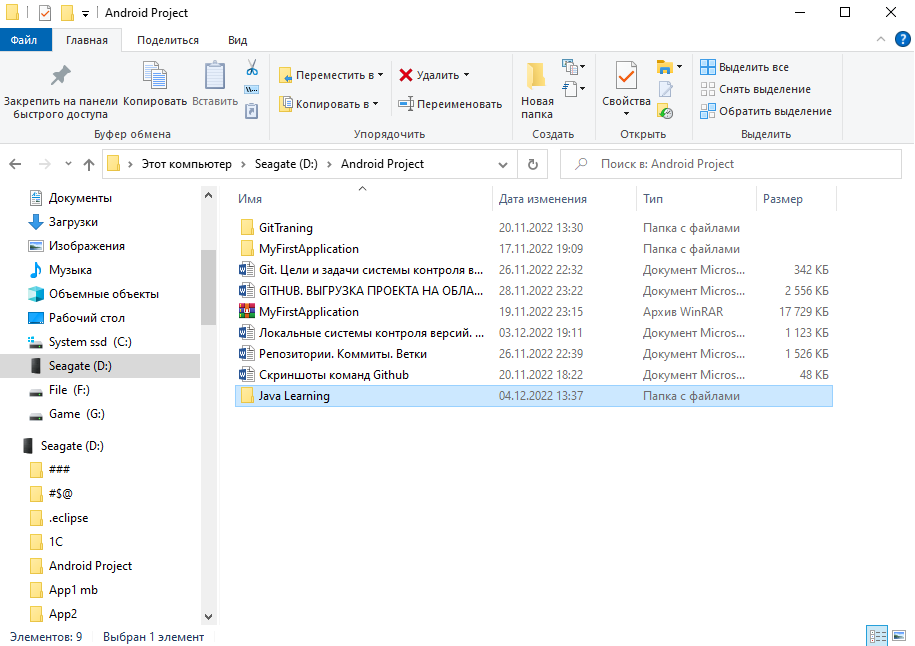 Android Project
Файл Главная Поделиться Вид
Закрепить на панели быстрого доступа
Копировать
Вставить
Переместить в
Копировать в
Удалить
Переименовать
Новая папка
Свойства
Выделить все
Снять выделение
Обратить выделение
Буфер обмена Упорядочить Создать Открыть Выделить
Этот компьютер Seagate (D:) Android Project
Поиск в: Android Project
Документы
Загрузки
Изображения
Музыка
Объемные объекты
Рабочий стол
System ssd (C:)
Seagate (D:)
File (F:)
Game (G:)
Seagate (D:)
###
#$@
.eclipse
1C
Android Project
App1 mb
App2
Имя Дата изменения Тип Размер
GitTraning 20.11.2022 13:30 Папка с файлами
MyFirstApplication 17.11.2022 19:09 Папка с файлами
Git. Цели и задачи системы контроля в... 26.11.2022 22:32 Документ Micros... 342 КБ
GITHUB. ВЫГРУЗКА ПРОЕКТА НА ОБЛА... 28.11.2022 23:22 Документ Micros... 2 556 КБ
MyFirstApplication 19.11.2022 23:15 Архив WinRAR 17 729 КБ
Локальные системы контроля версий. ... 03.12.2022 19:11 Документ Micros... 1 123 КБ
Репозитории. Коммиты. Ветки 26.11.2022 22:39 Документ Micros... 1 526 КБ
Скриншоты команд Github 20.11.2022 18:22 Документ Micros... 48 КБ
Java Learning 04.12.2022 13:37 Папка с файлами
Элементов: 9 Выбран 1 элемент